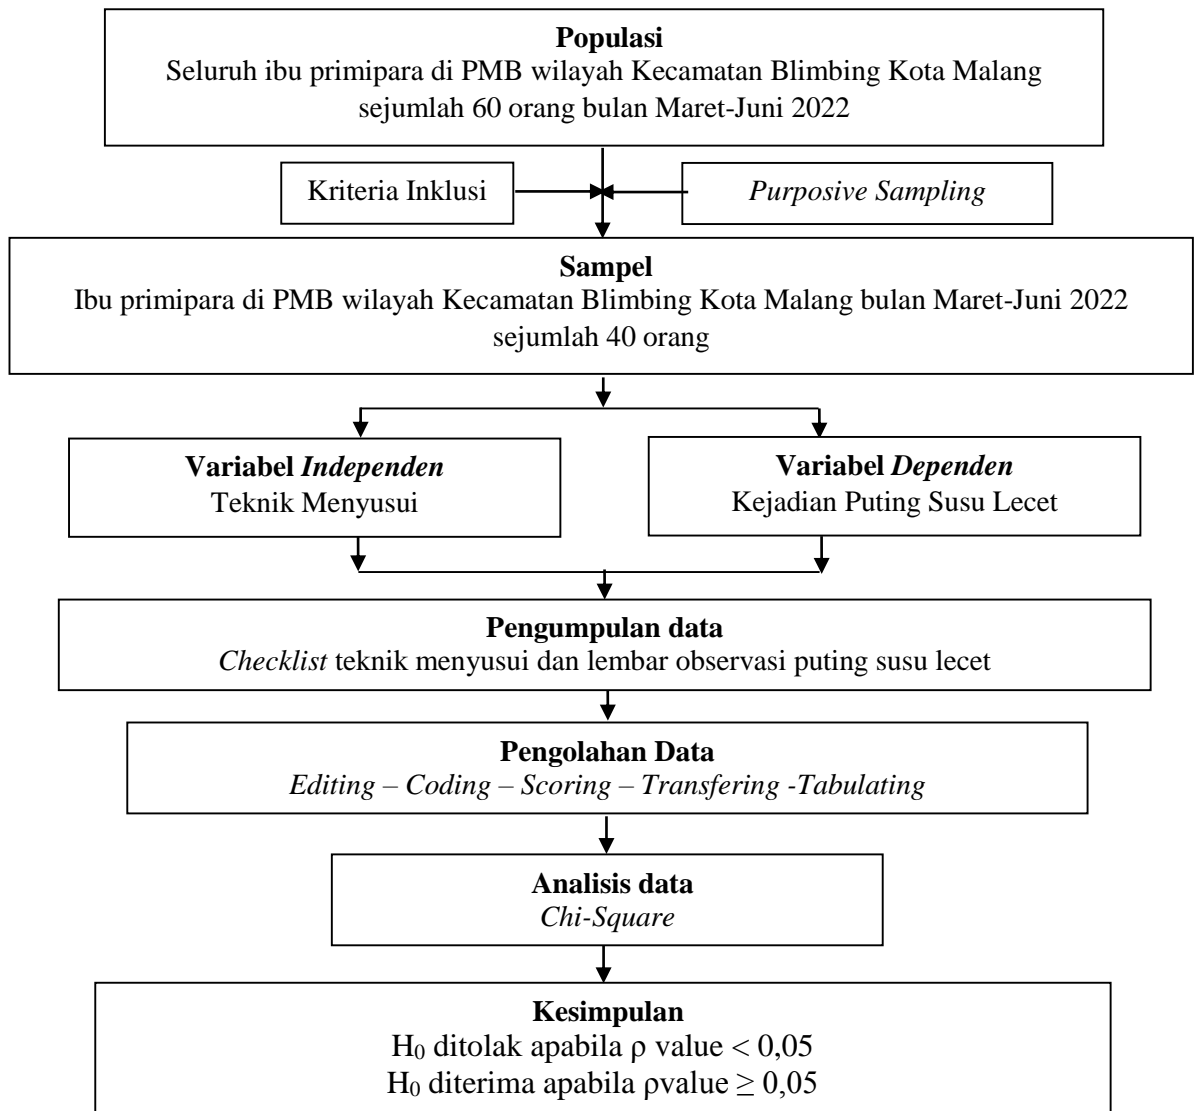 Populasi
Seluruh ibu primipara di PMB wilayah Kecamatan Blimbing Kota Malang
sejumlah 60 orang bulan Maret-Juni 2022
Kriteria Inklusi
Purposive Sampling
Sampel
Ibu primipara di PMB wilayah Kecamatan Blimbing Kota Malang bulan Maret-Juni 2022
sejumlah 40 orang
Variabel Independen
Teknik Menyusui
Variabel Dependen
Kejadian Puting Susu Lecet
Pengumpulan data
Checklist teknik menyusui dan lembar observasi puting susu lecet
Pengolahan Data
Editing – Coding – Scoring – Transfering -Tabulating
Analisis data
Chi-Square
Kesimpulan
H₀ ditolak apabila ρ value < 0,05
H₀ diterima apabila ρvalue ≥ 0,05